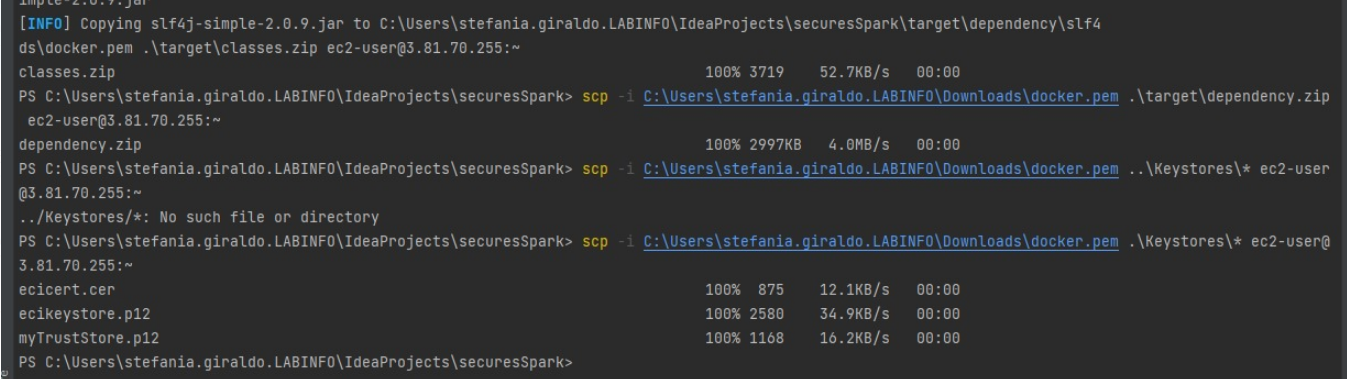 imple-2.0.9.jar
[INFO] Copying slf4j-simple-2.0.9.jar to C:\Users\stefania.giraldo.LABINFO\IdeaProjects\securesSpark\target\dependency\slf4
ds\docker.pem .\target\classes.zip ec2-user@3.81.70.255:~
classes.zip 100% 3719 52.7KB/s 00:00
PS C:\Users\stefania.giraldo.LABINFO\IdeaProjects\securesSpark> scp -i C:\Users\stefania.giraldo.LABINFO\Downloads\docker.pem .\target\dependency.zip
ec2-user@3.81.70.255:~
dependency.zip 100% 2997KB 4.0MB/s 00:00
PS C:\Users\stefania.giraldo.LABINFO\IdeaProjects\securesSpark> scp -i C:\Users\stefania.giraldo.LABINFO\Downloads\docker.pem ..\Keystores\* ec2-user
@3.81.70.255:~
../Keystores/*: No such file or directory
PS C:\Users\stefania.giraldo.LABINFO\IdeaProjects\securesSpark> scp -i C:\Users\stefania.giraldo.LABINFO\Downloads\docker.pem .\Keystores\* ec2-user@
3.81.70.255:~
ecicert.cer 100% 875 12.1KB/s 00:00
ecikeystore.p12 100% 2580 34.9KB/s 00:00
myTrustStore.p12 100% 1168 16.2KB/s 00:00
PS C:\Users\stefania.giraldo.LABINFO\IdeaProjects\securesSpark>